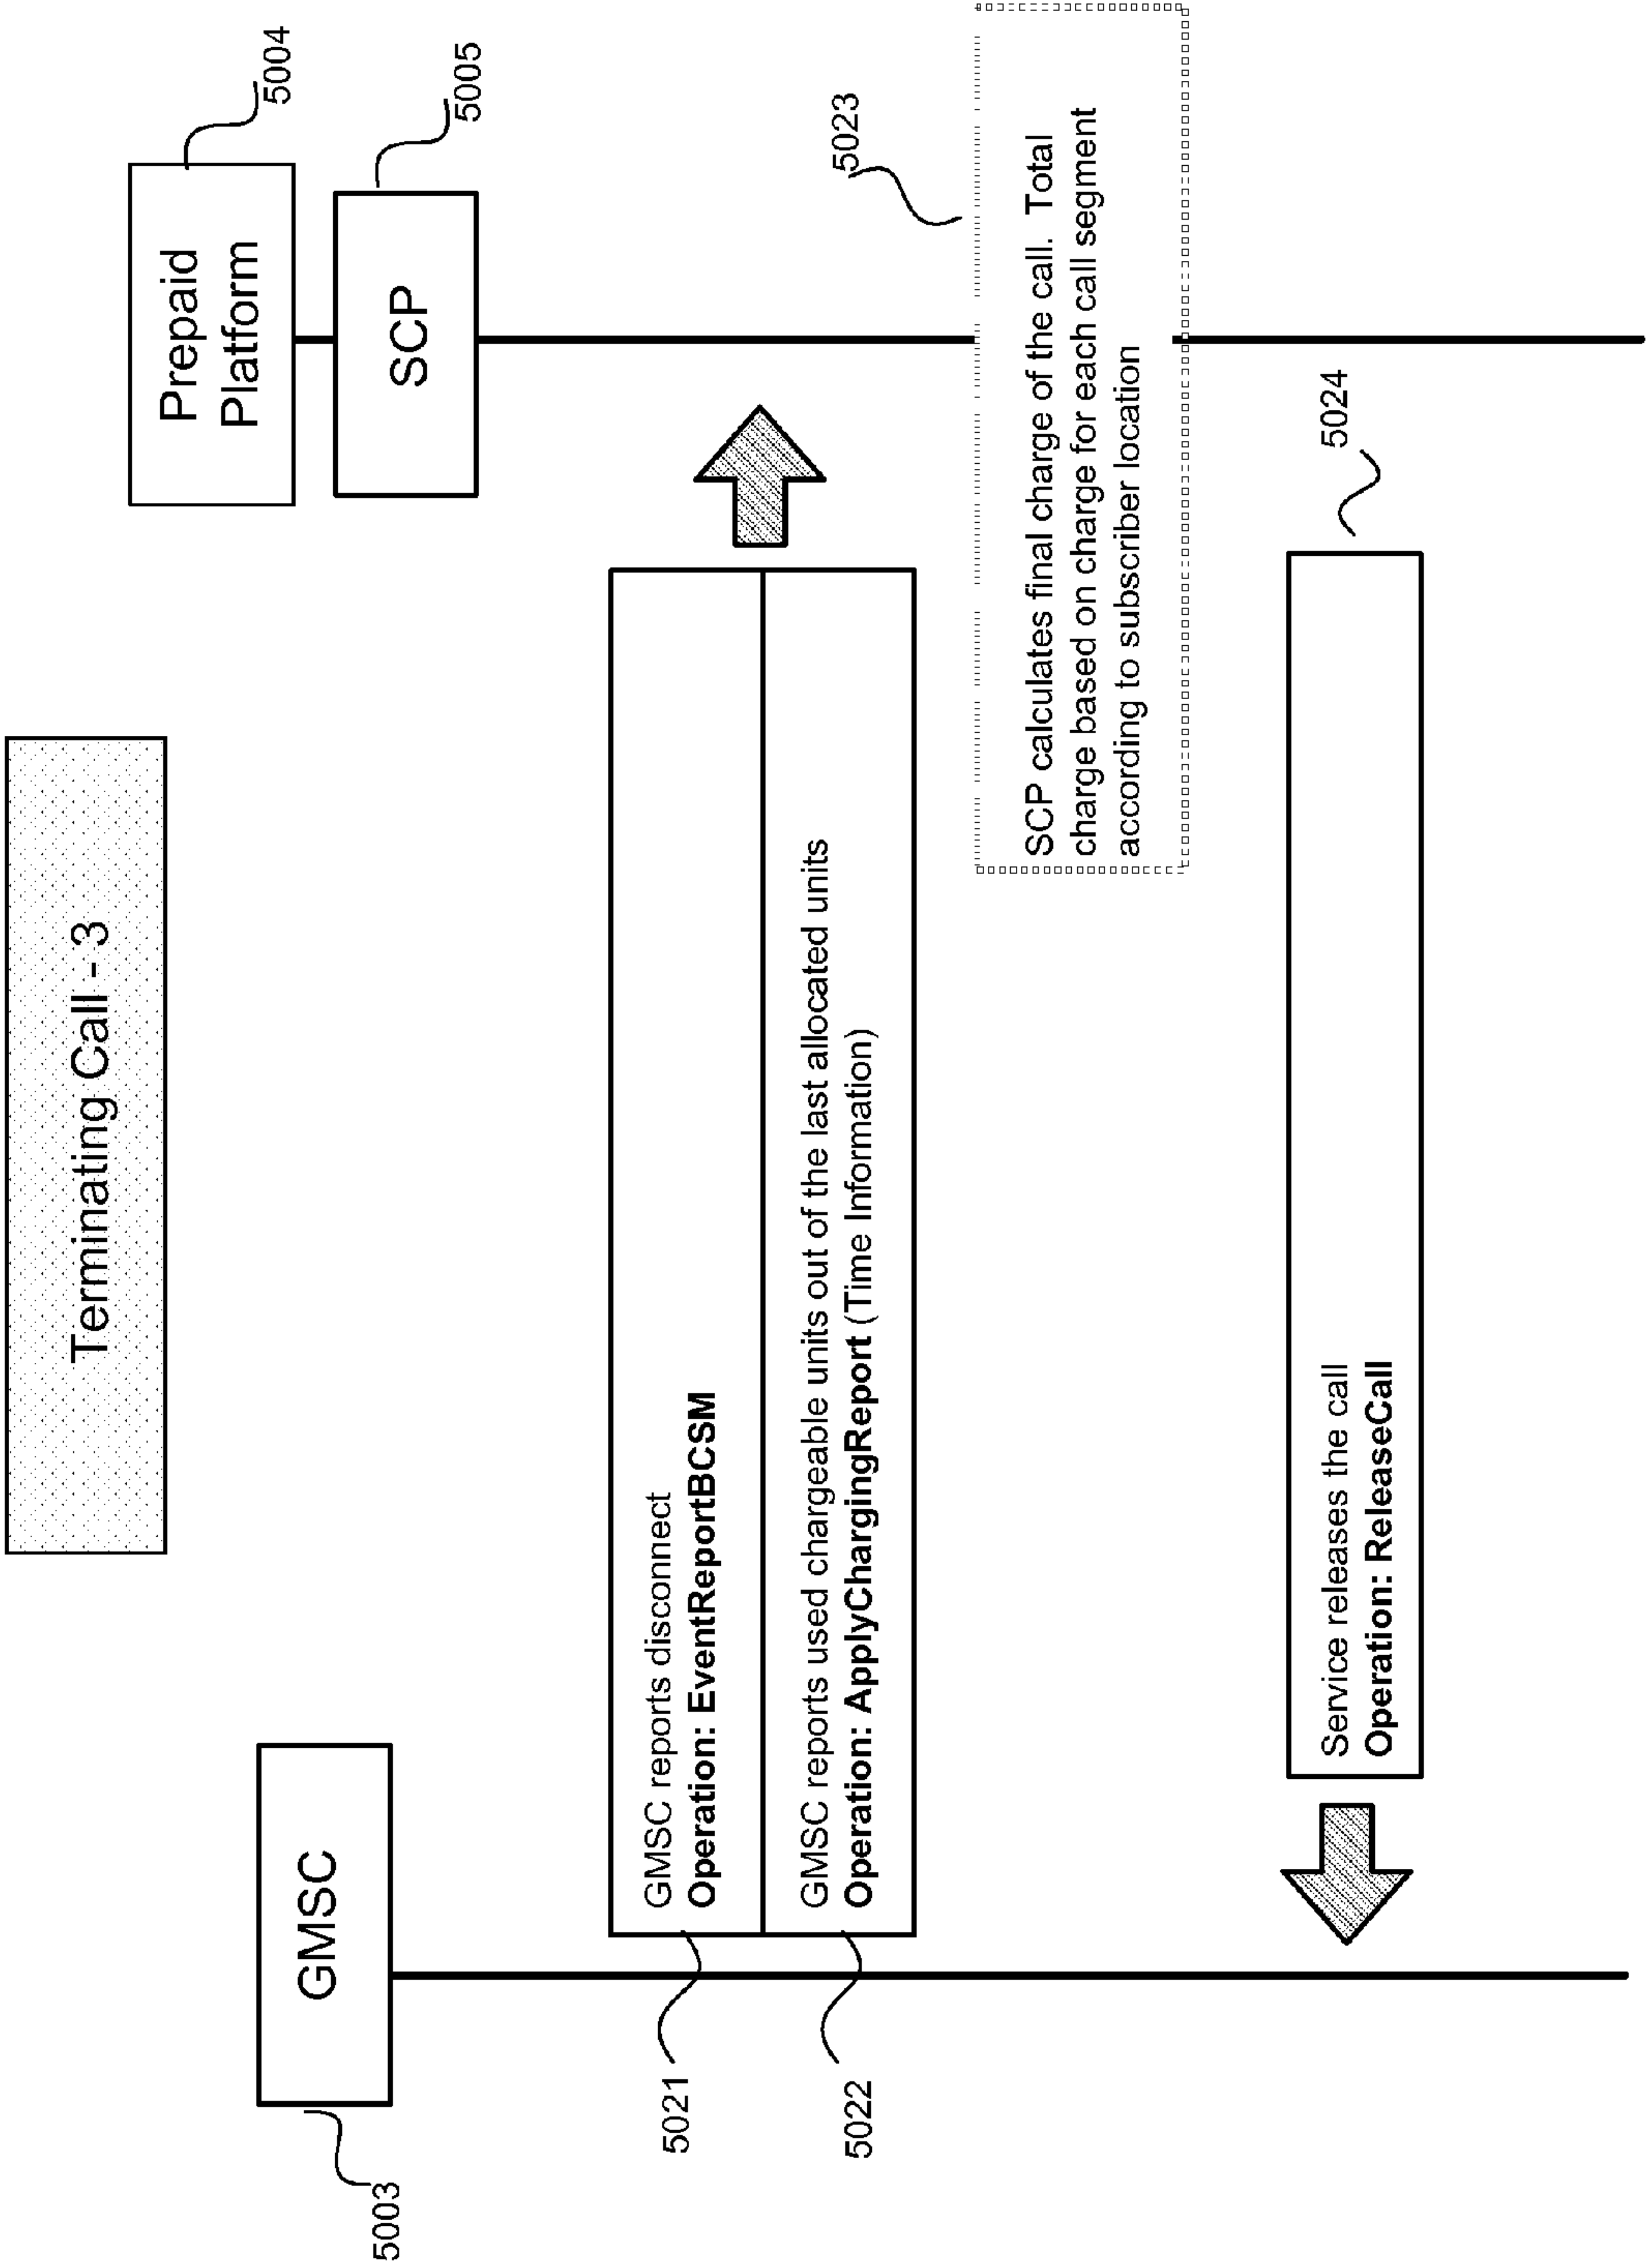 Terminating Call - 3
5003
GMSC
Prepaid
Platform
5004
SCP
5005
5021
GMSC reports disconnect
Operation: EventReportBCSM
5022
GMSC reports used chargeable units out of the last allocated units
Operation: ApplyChargingReport (Time Information)
5023
SCP calculates final charge of the call. Total
charge based on charge for each call segment
according to subscriber location
Service releases the call
Operation: ReleaseCall
5024